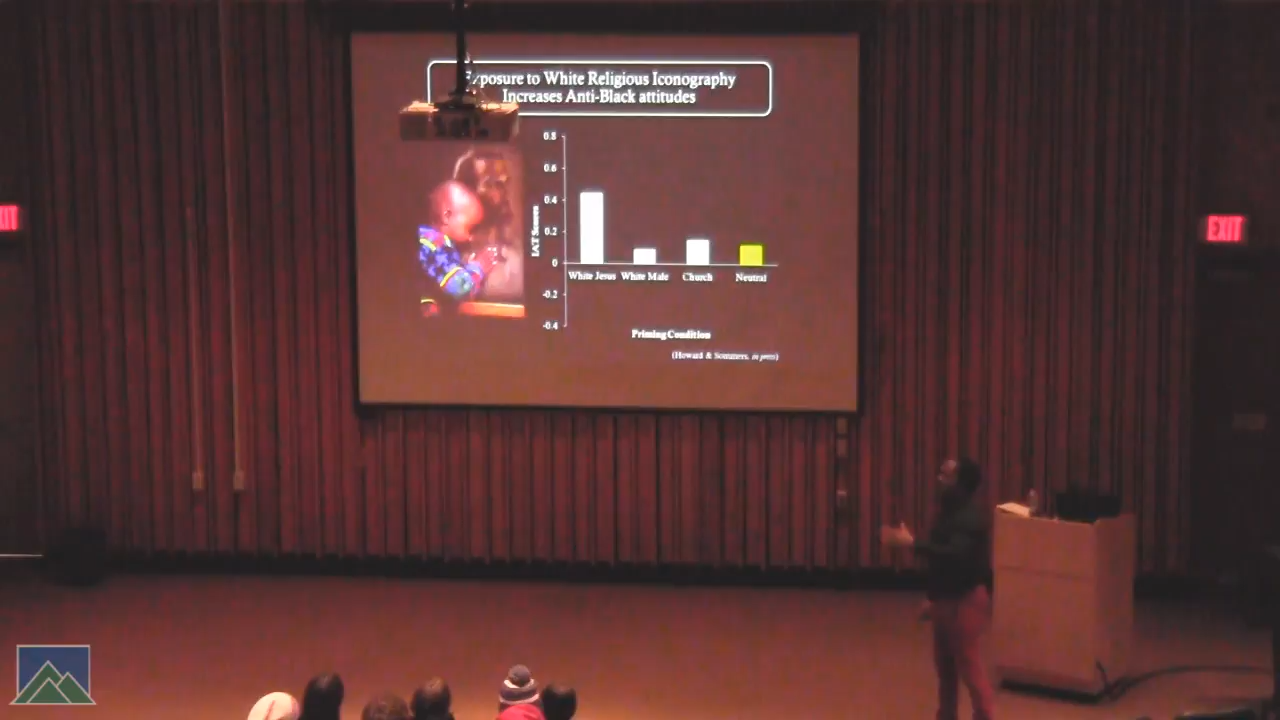 Exposure to White Religious Iconography
Increases Anti-Black attitudes
0.8
0.6
0.4
0.2
0
-0.2
-0.4
IAT Scores
White Jesus White Male Church Neutral
Priming Condition
(Howard & Sommers, in press)
EXIT
EXIT